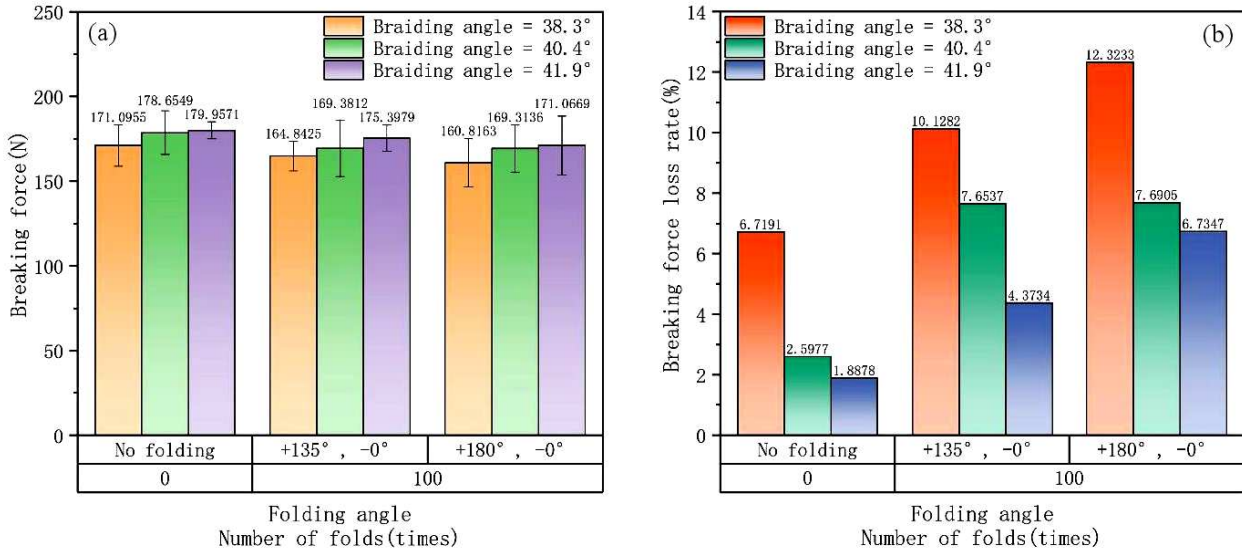 (a)
Braiding angle = 38.3°
Braiding angle = 40.4°
Braiding angle = 41.9°
250
200
150
100
50
0
Breaking force(N)
171.0955
178.6549
179.9571
164.8425
169.3812
175.3979
160.8163
169.3136
171.0669
No folding
+135° , -0°
+180° , -0°
0
100
Folding angle
Number of folds(times)
(b)
Braiding angle = 38.3°
Braiding angle = 40.4°
Braiding angle = 41.9°
14
12
10
8
6
4
2
0
Breaking force loss rate(%)
6.7191
2.5977
1.8878
10.1282
7.6537
4.3734
12.3233
7.6905
6.7347
No folding
+135° , -0°
+180° , -0°
0
100
Folding angle
Number of folds(times)